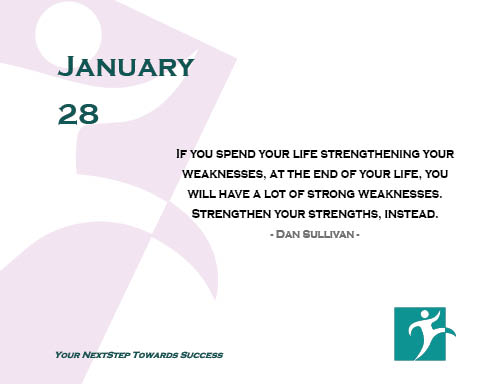 January
28
If you spend your life strengthening your
weaknesses, at the end of your life, you
will have a lot of strong weaknesses.
Strengthen your strengths, instead.
- Dan Sullivan -
Your NextStep Towards Success